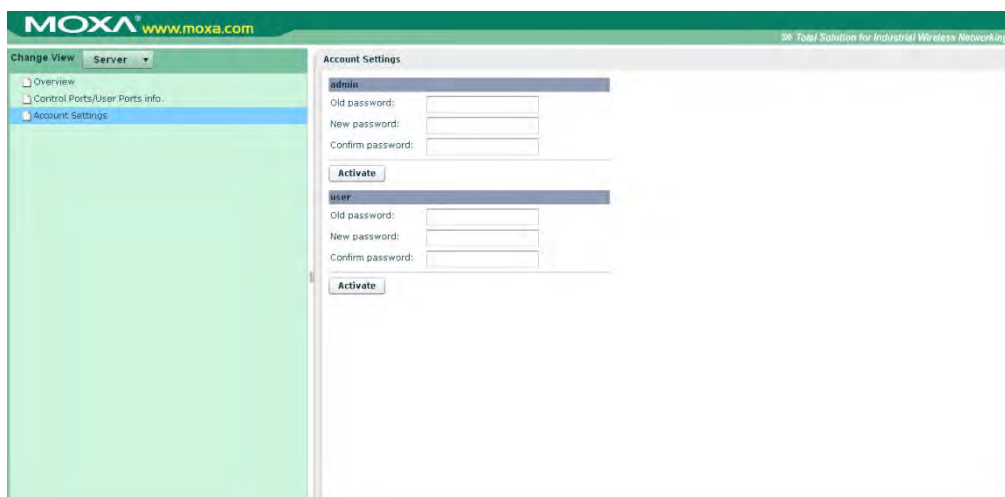 MOXA® www.moxa.com
>> Total Solution for Industrial Wireless Networking
Change View Server
Overview
Control Ports/User Ports info.
Account Settings
Account Settings
admin
Old password:
New password:
Confirm password:
Activate
user
Old password:
New password:
Confirm password:
Activate